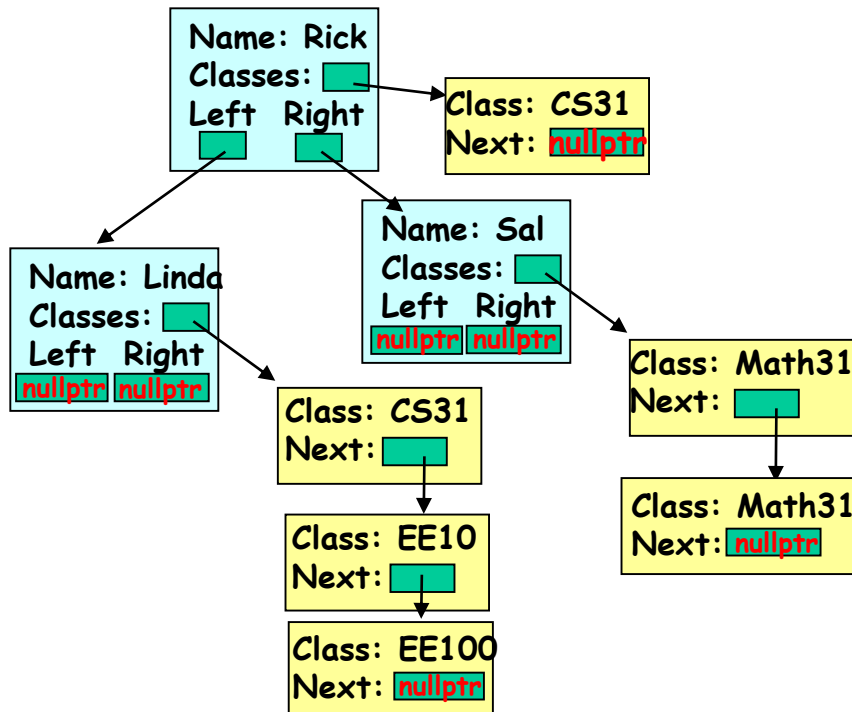 Name: Rick
Classes:
Left Right
Class: CS31
Next: nullptr
Name: Sal
Classes:
Left Right
nullptr nullptr
Name: Linda
Classes:
Left Right
nullptr nullptr
Class: Math31
Next:
Class: CS31
Next:
Class: Math31
Next: nullptr
Class: EE10
Next:
Class: EE100
Next: nullptr